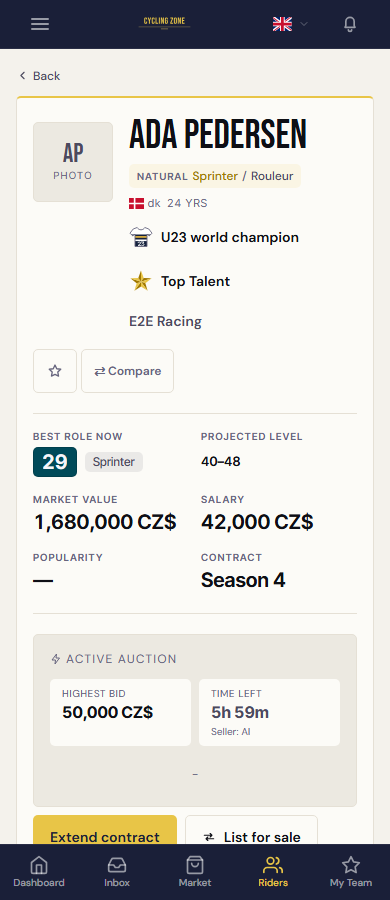 CYCLING ZONE
Back
AP
PHOTO
ADA PEDERSEN
NATURAL Sprinter / Rouleur
dk 24 YRS
U23 world champion
Top Talent
E2E Racing
Compare
BEST ROLE NOW
29 Sprinter
PROJECTED LEVEL
40–48
MARKET VALUE
1,680,000 CZ$
SALARY
42,000 CZ$
POPULARITY
—
CONTRACT
Season 4
ACTIVE AUCTION
HIGHEST BID
50,000 CZ$
TIME LEFT
5h 59m
Seller: AI
–
Extend contract
List for sale
Dashboard
Inbox
Market
Riders
My Team